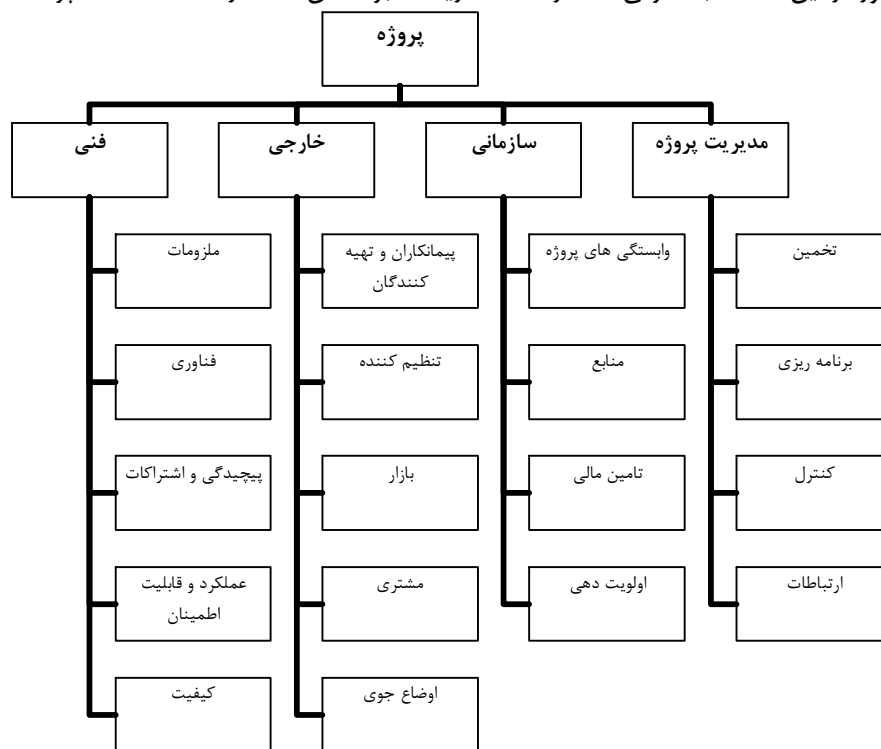 پروژه
مدیریت پروژه
سازمانی
خارجی
فنی
تخمین
برنامه ریزی
کنترل
ارتباطات
وابستگی های پروژه
منابع
تامین مالی
اولویت دهی
پیمانکاران و تهیه
کنندگان
تنظیم کننده
بازار
مشتری
اوضاع جوی
ملزومات
فناوری
پیچیدگی و اشتراکات
عملکرد و قابلیت
اطمینان
کیفیت